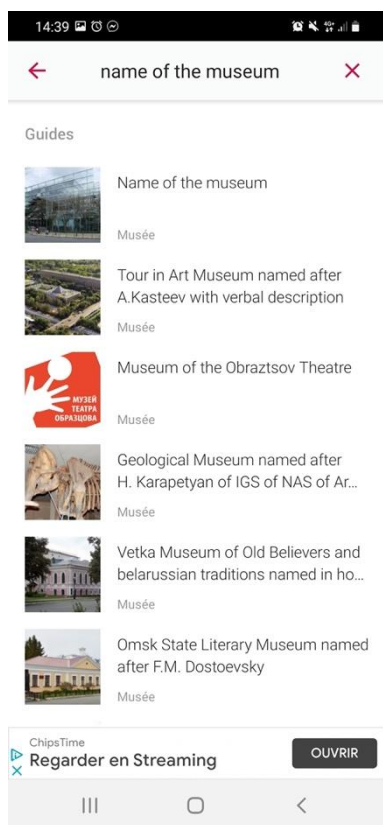 14:39
4G+
name of the museum
Guides
Name of the museum
Musée
Tour in Art Museum named after
A.Kasteev with verbal description
Musée
МУЗЕЙ
ТЕАТРА
ОБРАЗЦОВА
Museum of the Obraztsov Theatre
Musée
Geological Museum named after
H. Karapetyan of IGS of NAS of Ar...
Musée
Vetka Museum of Old Believers and
belarussian traditions named in ho...
Musée
Omsk State Literary Museum named
after F.M. Dostoevsky
Musée
ChipsTime
Regarder en Streaming
OUVRIR